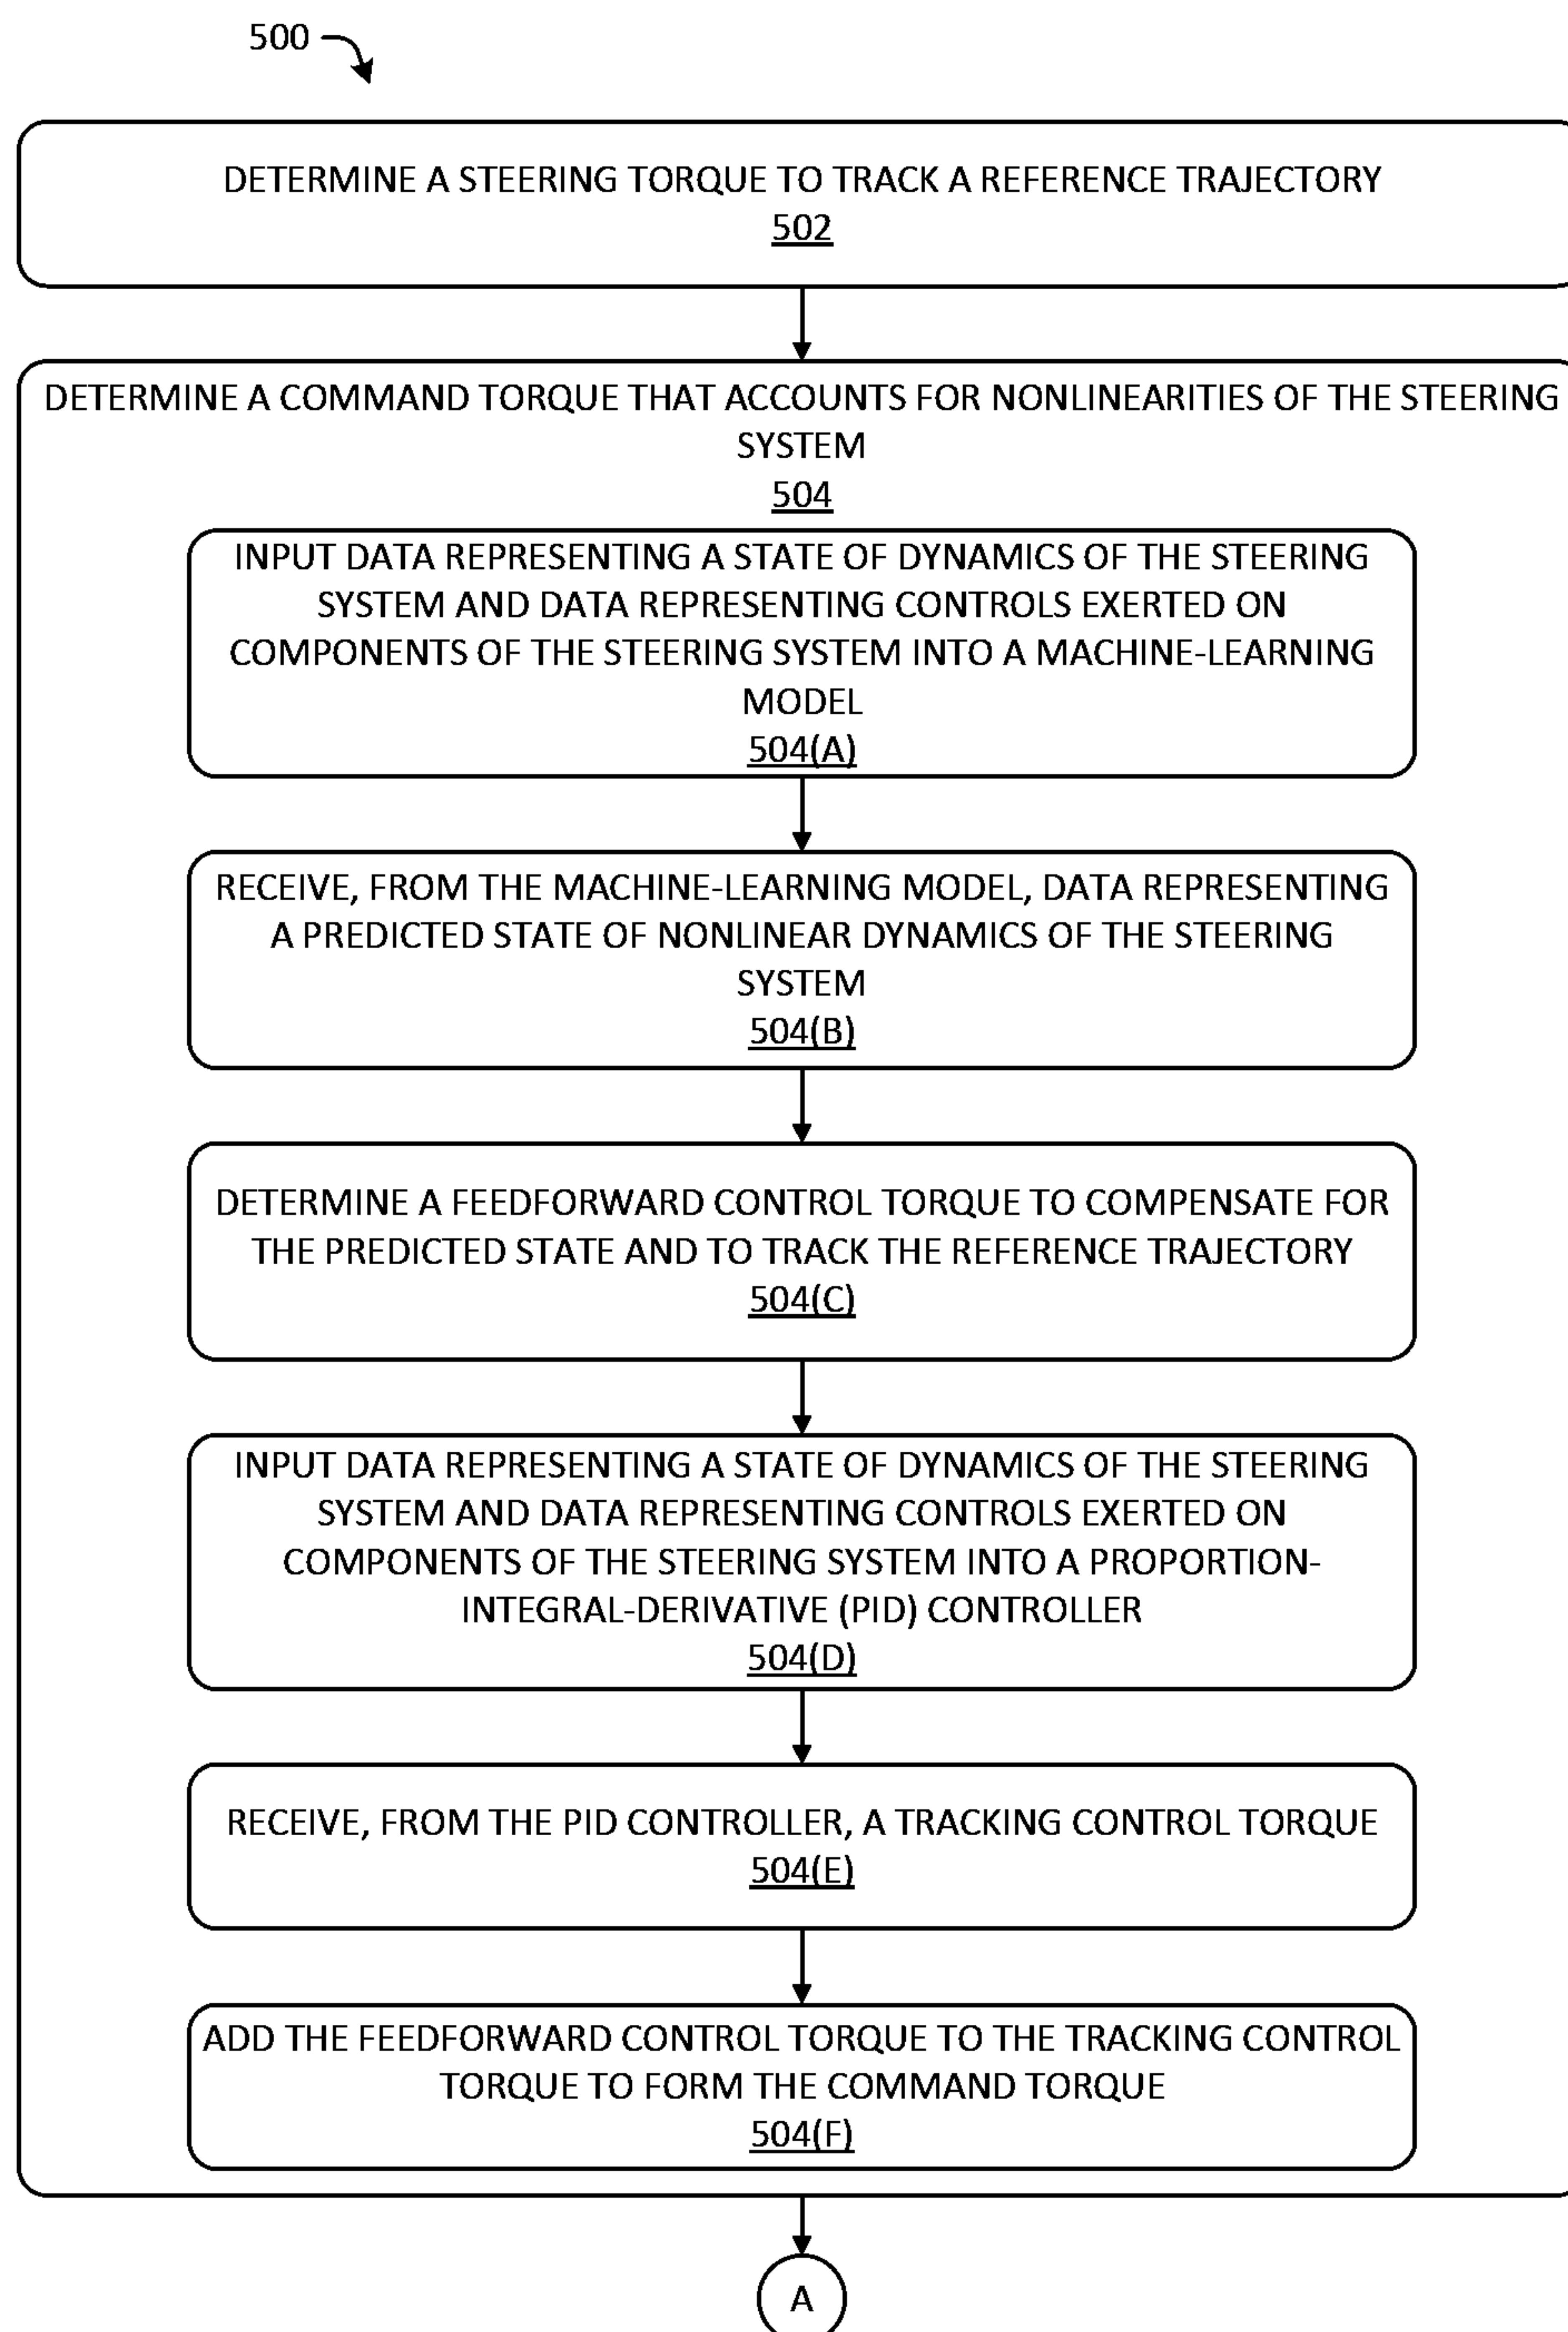 500
DETERMINE A STEERING TORQUE TO TRACK A REFERENCE TRAJECTORY
502
DETERMINE A COMMAND TORQUE THAT ACCOUNTS FOR NONLINEARITIES OF THE STEERING
SYSTEM
504
INPUT DATA REPRESENTING A STATE OF DYNAMICS OF THE STEERING
SYSTEM AND DATA REPRESENTING CONTROLS EXERTED ON
COMPONENTS OF THE STEERING SYSTEM INTO A MACHINE-LEARNING
MODEL
504(A)
RECEIVE, FROM THE MACHINE-LEARNING MODEL, DATA REPRESENTING
A PREDICTED STATE OF NONLINEAR DYNAMICS OF THE STEERING
SYSTEM
504(B)
DETERMINE A FEEDFORWARD CONTROL TORQUE TO COMPENSATE FOR
THE PREDICTED STATE AND TO TRACK THE REFERENCE TRAJECTORY
504(C)
INPUT DATA REPRESENTING A STATE OF DYNAMICS OF THE STEERING
SYSTEM AND DATA REPRESENTING CONTROLS EXERTED ON
COMPONENTS OF THE STEERING SYSTEM INTO A PROPORTION-
INTEGRAL-DERIVATIVE (PID) CONTROLLER
504(D)
RECEIVE, FROM THE PID CONTROLLER, A TRACKING CONTROL TORQUE
504(E)
ADD THE FEEDFORWARD CONTROL TORQUE TO THE TRACKING CONTROL
TORQUE TO FORM THE COMMAND TORQUE
504(F)
A